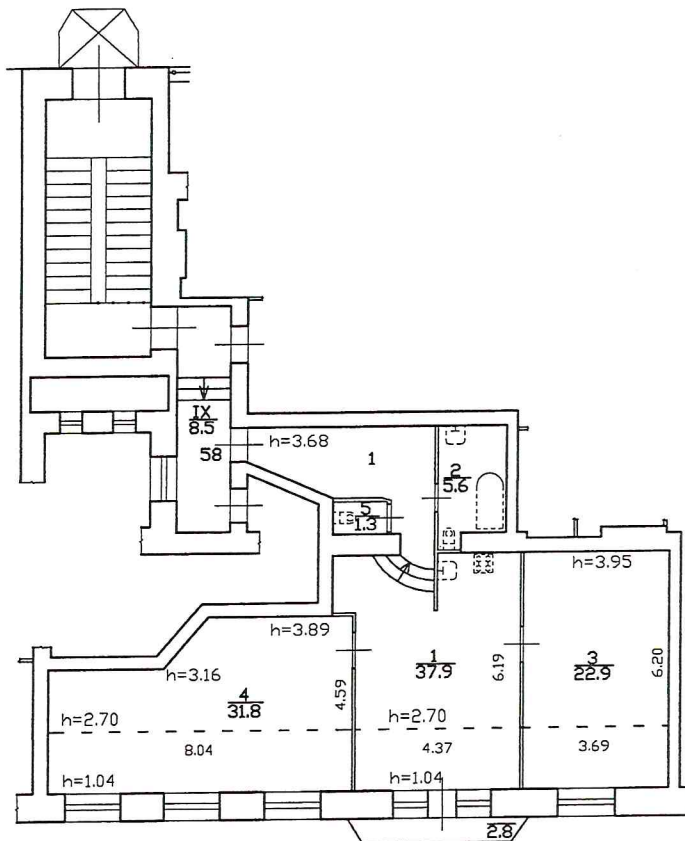 IX
8.5
58
h=3.68
1
2
5.6
5
1.3
h=3.95
h=3.89
h=3.16
4
31.8
4.59
1
37.9
6.19
3
22.9
6.20
h=2.70
h=2.70
8.04
4.37
3.69
h=1.04
h=1.04
2.8